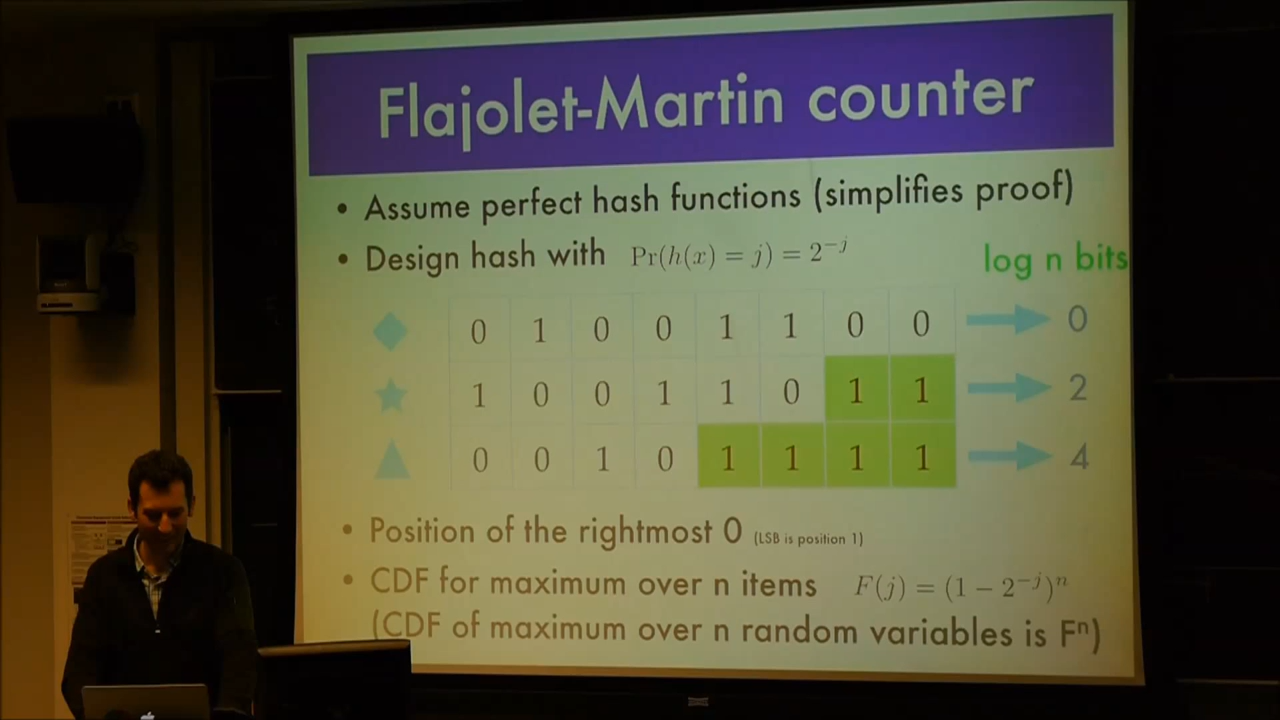 Flajolet-Martin counter
• Assume perfect hash functions (simplifies proof)
• Design hash with Pr(h(x) = j) = 2^{-j}
log n bits
0 1 0 0 1 1 0 0 0
1 0 0 1 1 0 1 1 2
0 0 1 0 1 1 1 1 4
• Position of the rightmost 0 (LSB is position 1)
• CDF for maximum over n items F(j) = (1 − 2^{-j})^n
(CDF of maximum over n random variables is Fⁿ)